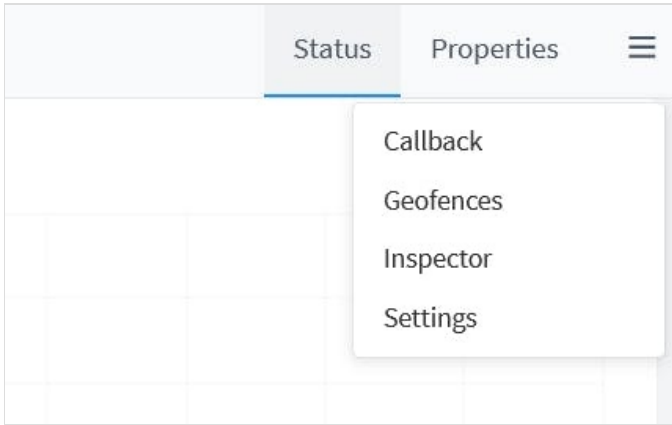 Status Properties
Callback
Geofences
Inspector
Settings